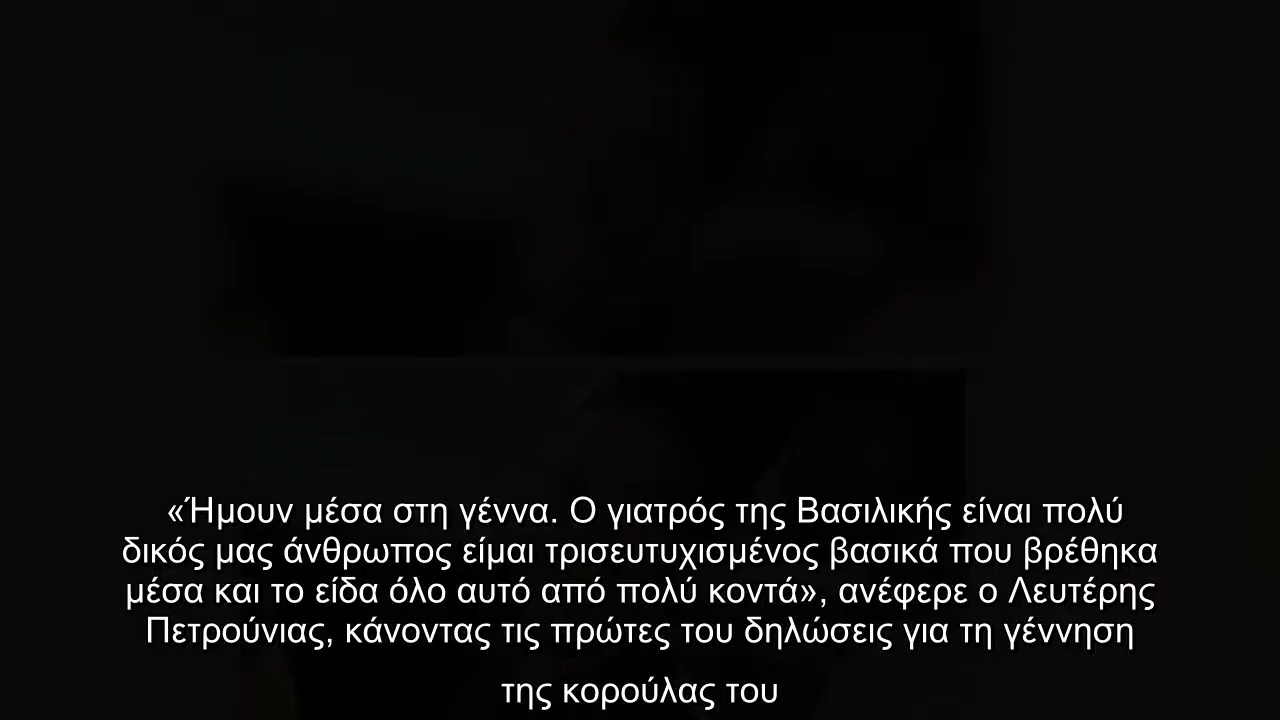 «Ήμουν μέσα στη γέννα. Ο γιατρός της Βασιλικής είναι πολύ
δικός μας άνθρωπος είμαι τρισευτυχισμένος βασικά που βρέθηκα
μέσα και το είδα όλο αυτό από πολύ κοντά», ανέφερε ο Λευτέρης
Πετρούνιας, κάνοντας τις πρώτες του δηλώσεις για τη γέννηση
της κορούλας του